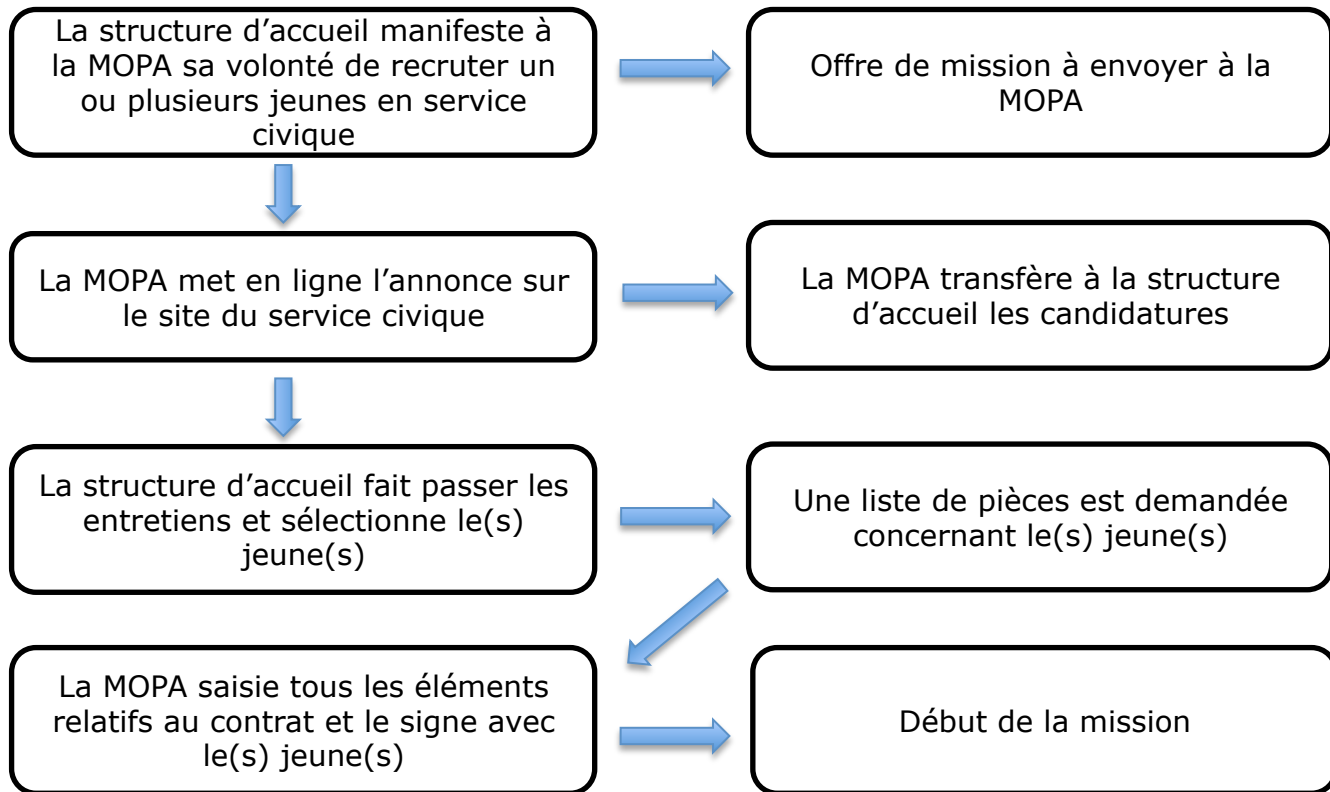 La structure d’accueil manifeste à
la MOPA sa volonté de recruter un
ou plusieurs jeunes en service
civique
Offre de mission à envoyer à la
MOPA
La MOPA met en ligne l’annonce sur
le site du service civique
La MOPA transfère à la structure
d’accueil les candidatures
La structure d’accueil fait passer les
entretiens et sélectionne le(s)
jeune(s)
Une liste de pièces est demandée
concernant le(s) jeune(s)
La MOPA saisie tous les éléments
relatifs au contrat et le signe avec
le(s) jeune(s)
Début de la mission